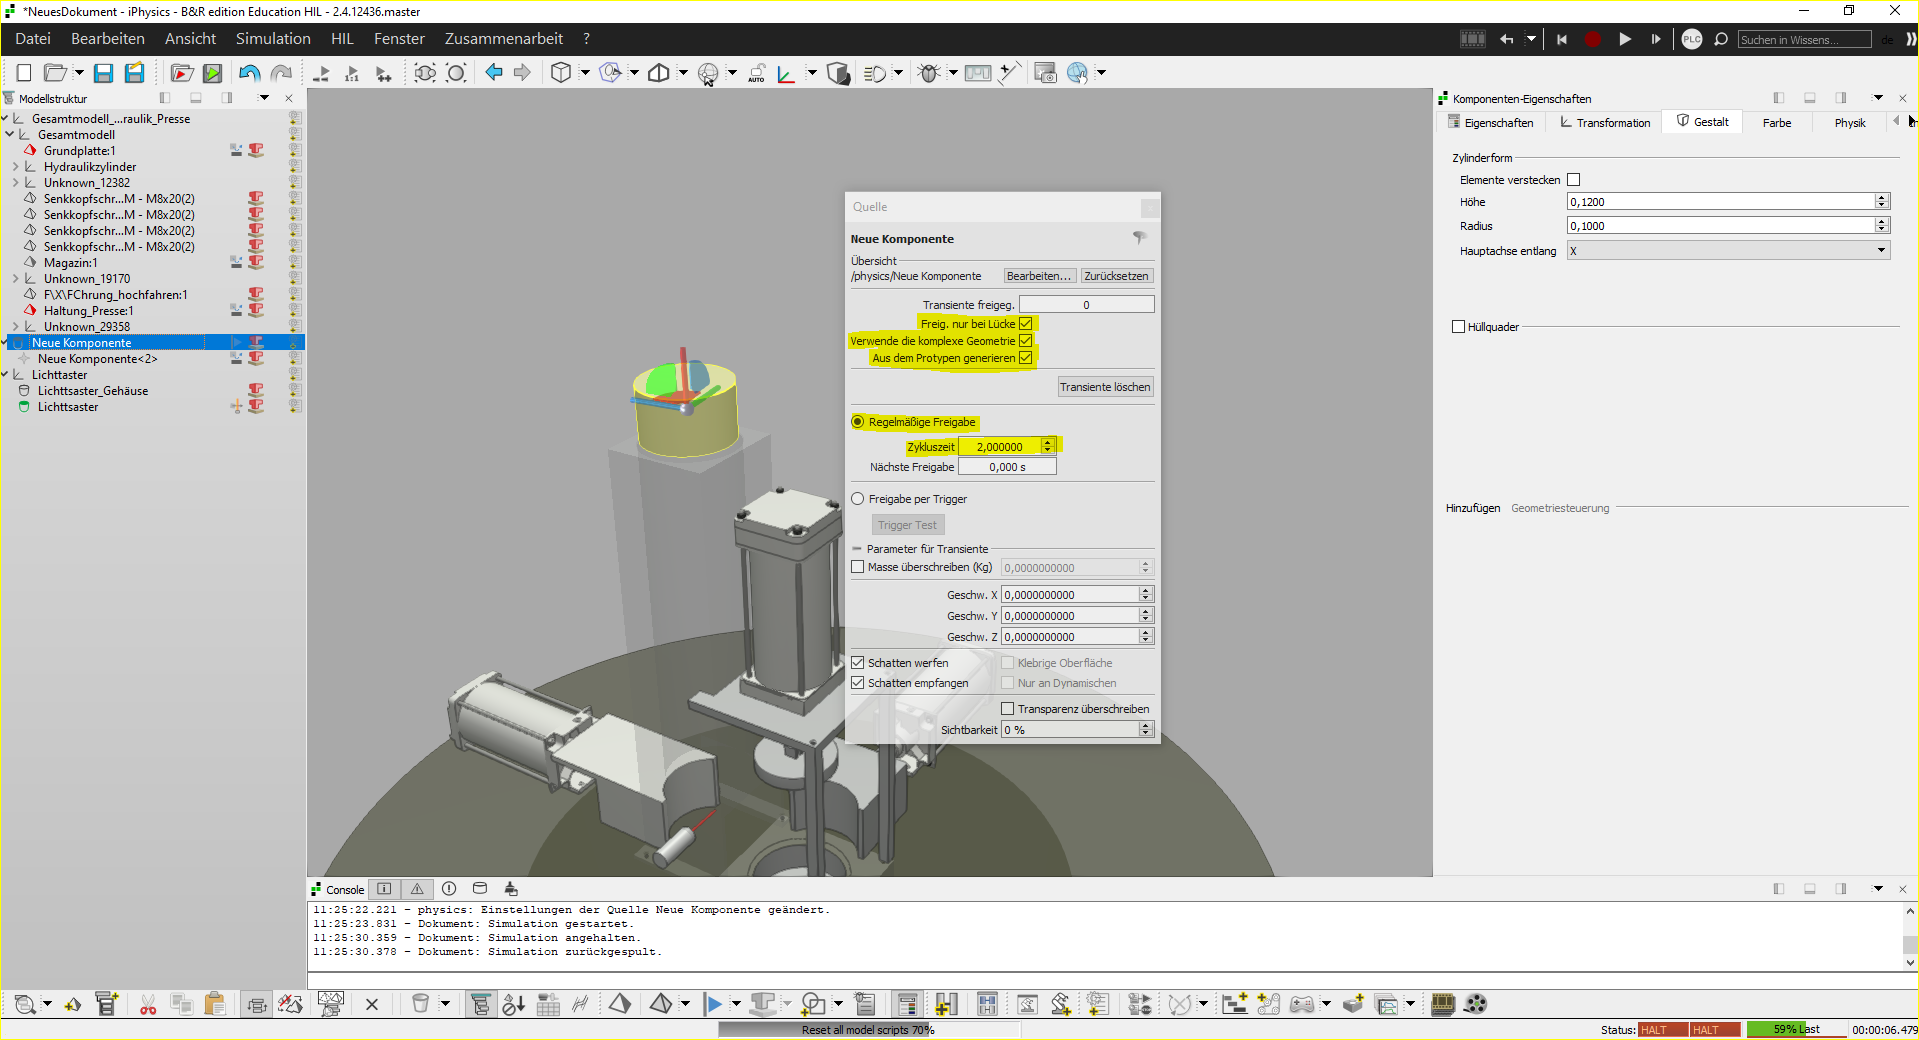 *NeuesDokument - iPhysics - B&R edition Education HIL - 2.4.12436.master
Datei Bearbeiten Ansicht Simulation HIL Fenster Zusammenarbeit ?
PLC Suchen in Wissens... de
1:1 AUTO
Modellstruktur
Gesamtmodell_...raulik_Presse
Gesamtmodell
Grundplatte:1
Hydraulikzylinder
Unknown_12382
Senkkopfschr...M - M8x20(2)
Senkkopfschr...M - M8x20(2)
Senkkopfschr...M - M8x20(2)
Senkkopfschr...M - M8x20(2)
Magazin:1
Unknown_19170
F\X\FChrung_hochfahren:1
Haltung_Presse:1
Unknown_29358
Neue Komponente
Neue Komponente<2>
Lichttaster
Lichttsaster_Gehäuse
Lichttsaster
Quelle
Neue Komponente
Übersicht
/physics/Neue Komponente Bearbeiten... Zurücksetzen
Transiente freigeg. 0
Freig. nur bei Lücke
Verwende die komplexe Geometrie
Aus dem Protypen generieren
Transiente löschen
Regelmäßige Freigabe
Zykluszeit 2,000000
Nächste Freigabe 0,000 s
Freigabe per Trigger
Trigger Test
Parameter für Transiente
Masse überschreiben (Kg) 0,0000000000
Geschw. X 0,0000000000
Geschw. Y 0,0000000000
Geschw. Z 0,0000000000
Schatten werfen Klebrige Oberfläche
Schatten empfangen Nur an Dynamischen
Transparenz überschreiben
Sichtbarkeit 0 %
Komponenten-Eigenschaften
Eigenschaften Transformation Gestalt Farbe Physik
Zylinderform
Elemente verstecken
Höhe 0,1200
Radius 0,1000
Hauptachse entlang X
Hüllquader
Hinzufügen Geometriesteuerung
Console
11:25:22.221 - physics: Einstellungen der Quelle Neue Komponente geändert.
11:25:23.831 - Dokument: Simulation gestartet.
11:25:30.359 - Dokument: Simulation angehalten.
11:25:30.378 - Dokument: Simulation zurückgespult.
Reset all model scripts 70%
Status: HALT HALT 59% Last 00:00:06.479